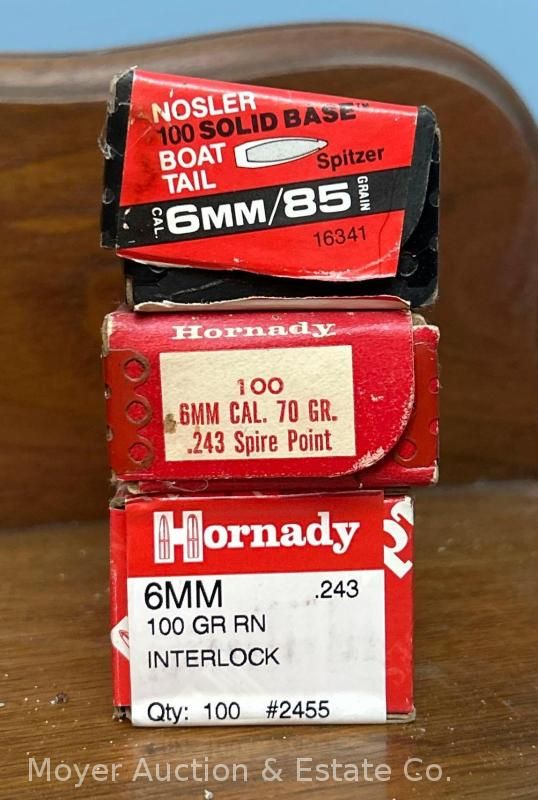 NOSLER
100 SOLID BASE™
BOAT Spitzer
TAIL
CAL. 6MM/85 GRAIN
16341
Hornady
100
6MM CAL. 70 GR.
.243 Spire Point
Hornady
6MM .243
100 GR RN
INTERLOCK
Qty: 100 #2455
Moyer Auction & Estate Co.